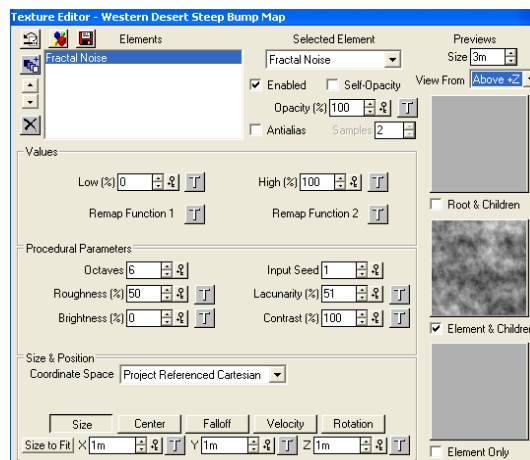 Texture Editor - Western Desert Steep Bump Map
Elements
Selected Element
Previews
Fractal Noise
Fractal Noise
Size 3m
Enabled Self-Opacity
View From Above +Z
Opacity (%) 100 T
Antialias Samples 2
Values
Low (%) 0 T High (%) 100 T
Remap Function 1 T Remap Function 2 T
Root & Children
Procedural Parameters
Octaves 6 Input Seed 1
Roughness (%) 50 T Lacunarity (%) 51 T
Brightness (%) 0 T Contrast (%) 100 T
Element & Children
Size & Position
Coordinate Space Project Referenced Cartesian
Size Center Falloff Velocity Rotation
Size to Fit X 1m T Y 1m T Z 1m T
Element Only